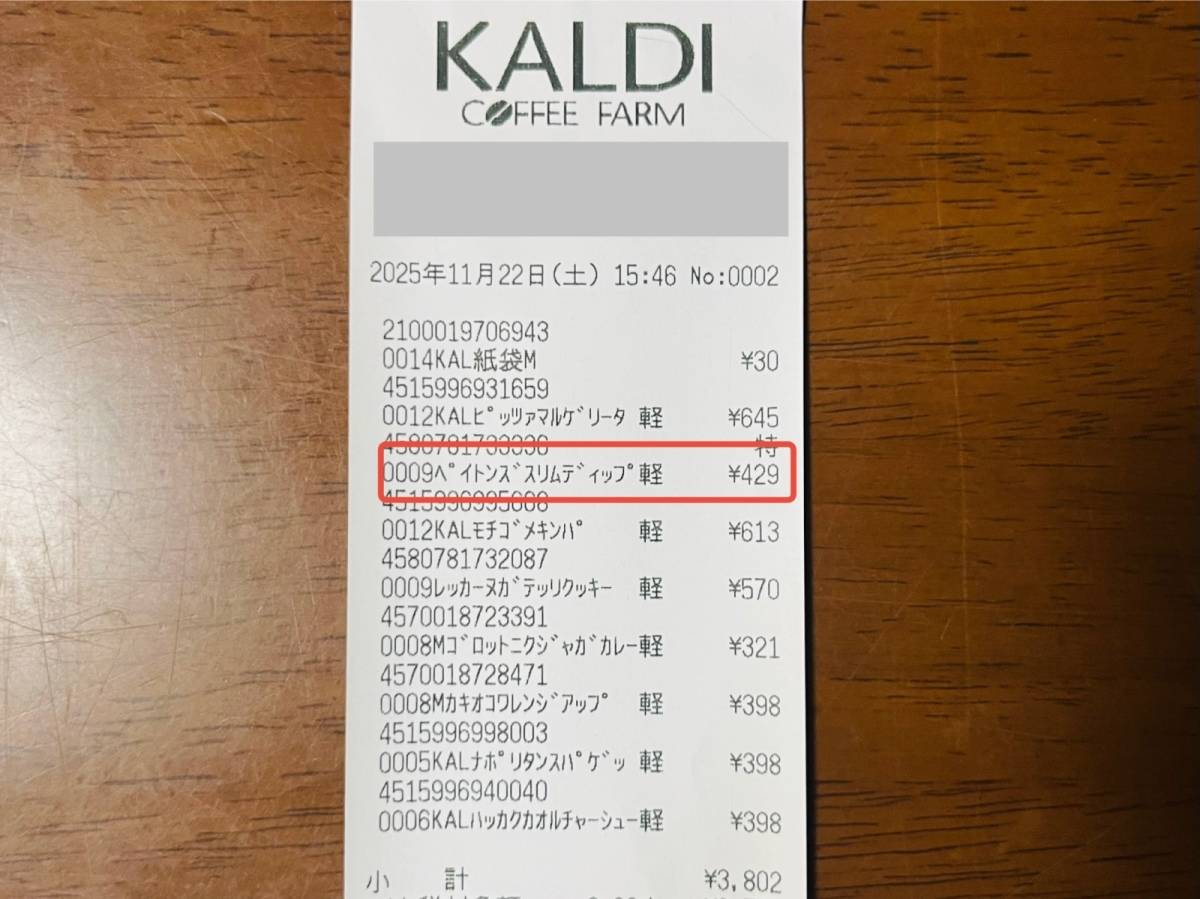 KALDI
COFFEE FARM
2025年11月22日(土) 15:46 No:0002
2100019706943
0014KAL紙袋M ¥30
4515996931659
0012KALﾋﾟｯﾂｧﾏﾙｹﾞﾘｰﾀ 軽 ¥645
4580781733330 特
0009ﾍﾟｲﾄﾝｽﾞｽﾘﾑﾃﾞｨｯﾌﾟ軽 ¥429
0012KALﾓﾁｺﾞﾒｷﾝﾊﾟ 軽 ¥613
4580781732087
0009ﾚｯｶｰﾇｶﾞﾃｯﾘｸｯｷｰ 軽 ¥570
4570018723391
0008Mｺﾞﾛｯﾄﾆｸｼﾞｬｶﾞｶﾚｰ軽 ¥321
4570018728471
0008Mｶｷｵｺﾜﾚﾝｼﾞｱｯﾌﾟ 軽 ¥398
4515996998003
0005KALﾅﾎﾟﾘﾀﾝｽﾊﾟｹﾞｯ 軽 ¥398
4515996940040
0006KALﾊｯｶｸｶｵﾙﾁｬｰｼｭｰ軽 ¥398
小 計 ¥3,802